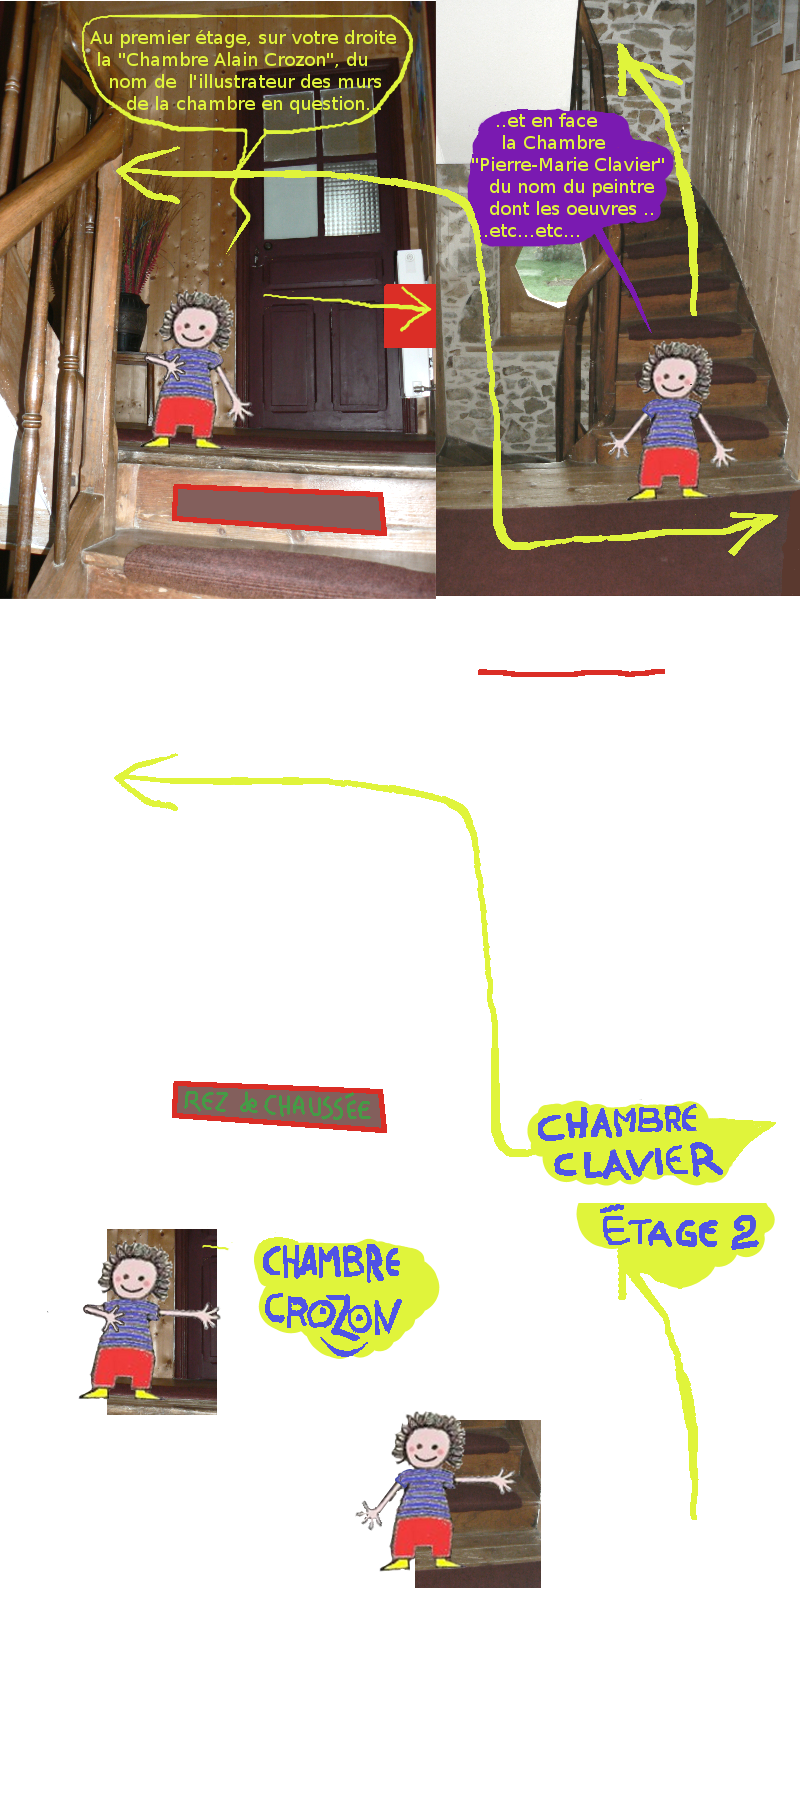 Au premier étage, sur votre droite
la "Chambre Alain Crozon", du
nom de l'illustrateur des murs
de la chambre en question...
..et en face
la Chambre
"Pierre-Marie Clavier"
du nom du peintre
dont les oeuvres ..
..etc...etc...
REZ de CHAUSSÉE
CHAMBRE
CLAVIER
ÉTAGE 2
CHAMBRE
CROZON